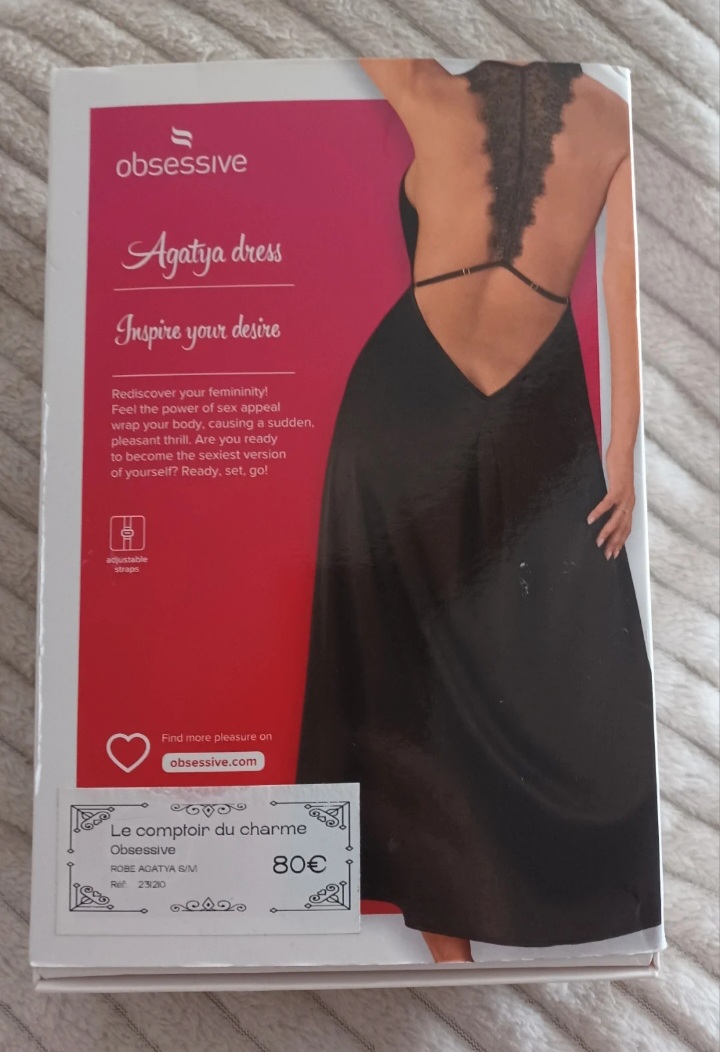 obsessive
Agatya dress
Inspire your desire
Rediscover your femininity!
Feel the power of sex appeal
wrap your body, causing a sudden,
pleasant thrill. Are you ready
to become the sexiest version
of yourself? Ready, set, go!
adjustable
straps
Find more pleasure on
obsessive.com
Le comptoir du charme
Obsessive
ROBE AGATYA S/M
80€
Réf: 231210